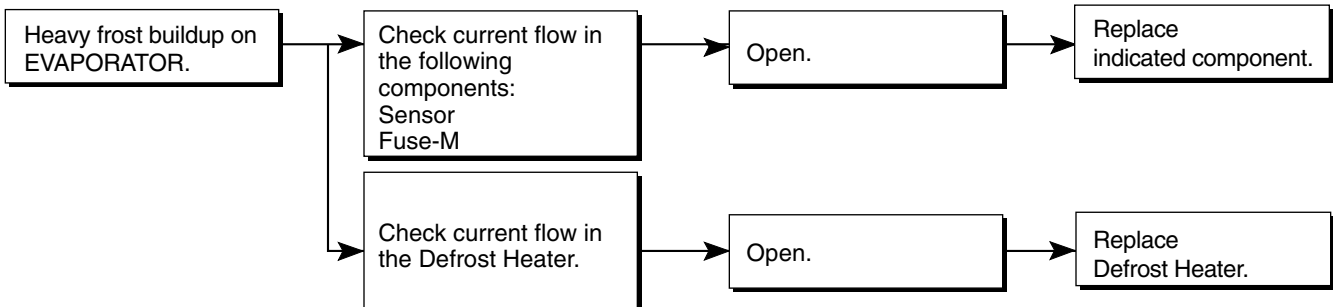 Heavy frost buildup on
EVAPORATOR.
Check current flow in
the following
components:
Sensor
Fuse-M
Open.
Replace
indicated component.
Check current flow in
the Defrost Heater.
Open.
Replace
Defrost Heater.